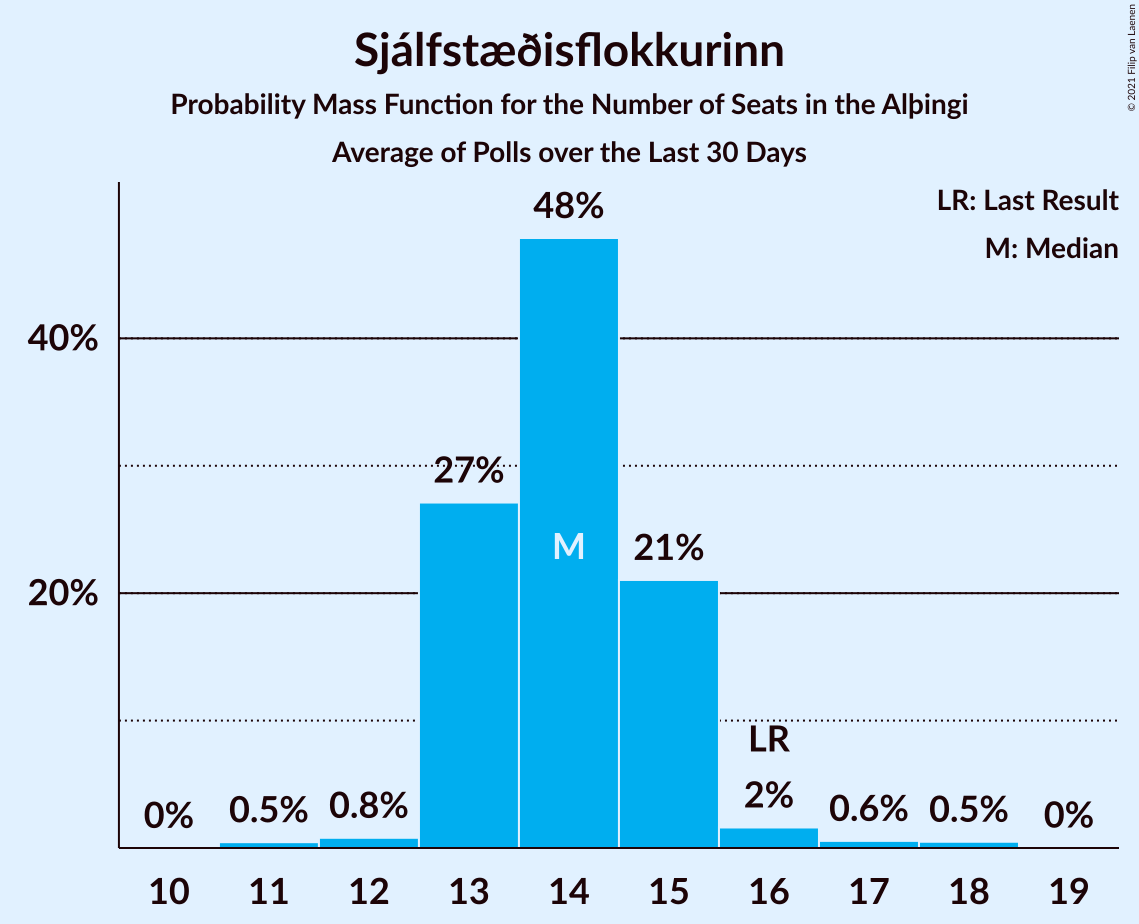 Sjálfstæðisflokkurinn
Probability Mass Function for the Number of Seats in the Alþingi
Average of Polls over the Last 30 Days
© 2021 Filip van Laenen
LR: Last Result
M: Median
48%
40%
27%
M
21%
20%
LR
0%
0.5%
0.8%
2%
0.6%
0.5%
0%
10 11 12 13 14 15 16 17 18 19